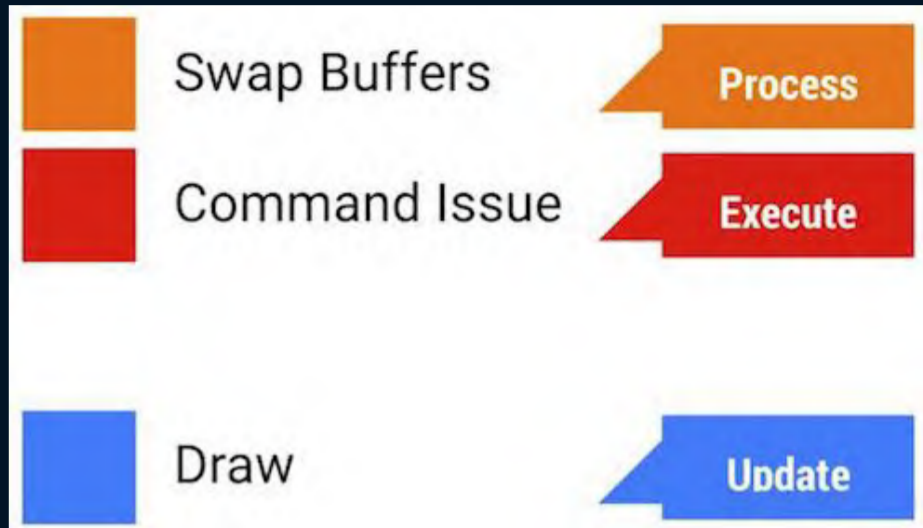 Swap Buffers Process
Command Issue Execute
Draw Update